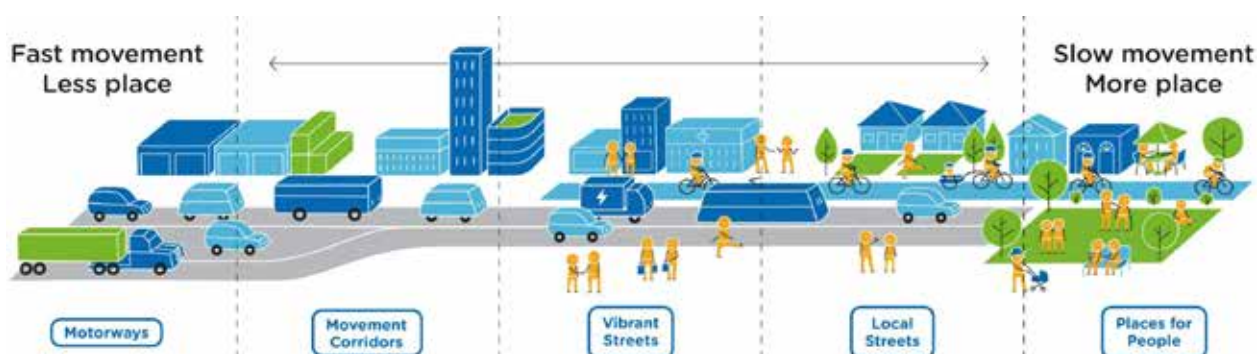 Fast movement
Less place
Slow movement
More place
Motorways
Movement
Corridors
Vibrant
Streets
Local
Streets
Places for
People